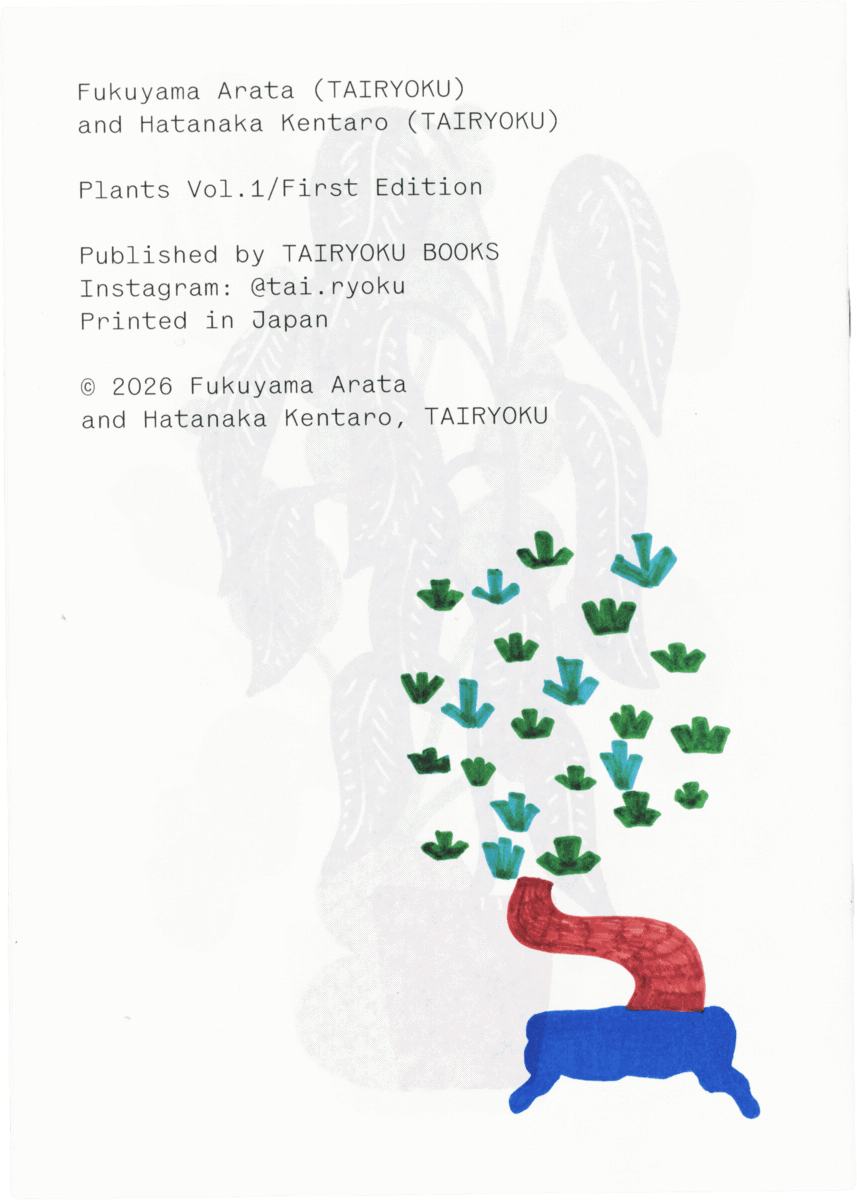 Fukuyama Arata (TAIRYOKU)
and Hatanaka Kentaro (TAIRYOKU)
Plants Vol.1/First Edition
Published by TAIRYOKU BOOKS
Instagram: @tai.ryoku
Printed in Japan
© 2026 Fukuyama Arata
and Hatanaka Kentaro, TAIRYOKU